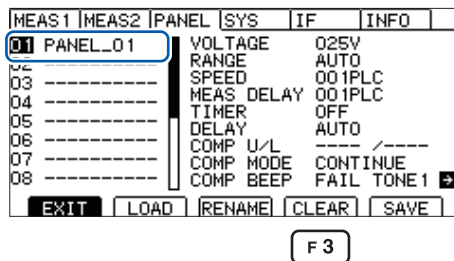 MEAS1 MEAS2 PANEL SYS IF INFO
01 PANEL_01 VOLTAGE 025V
02 ---------- RANGE AUTO
03 ---------- SPEED 001PLC
04 ---------- MEAS DELAY 001PLC
05 ---------- TIMER OFF
06 ---------- DELAY AUTO
07 ---------- COMP U/L ---- /----
08 ---------- COMP MODE CONTINUE
COMP BEEP FAIL TONE1
EXIT LOAD RENAME CLEAR SAVE
F3